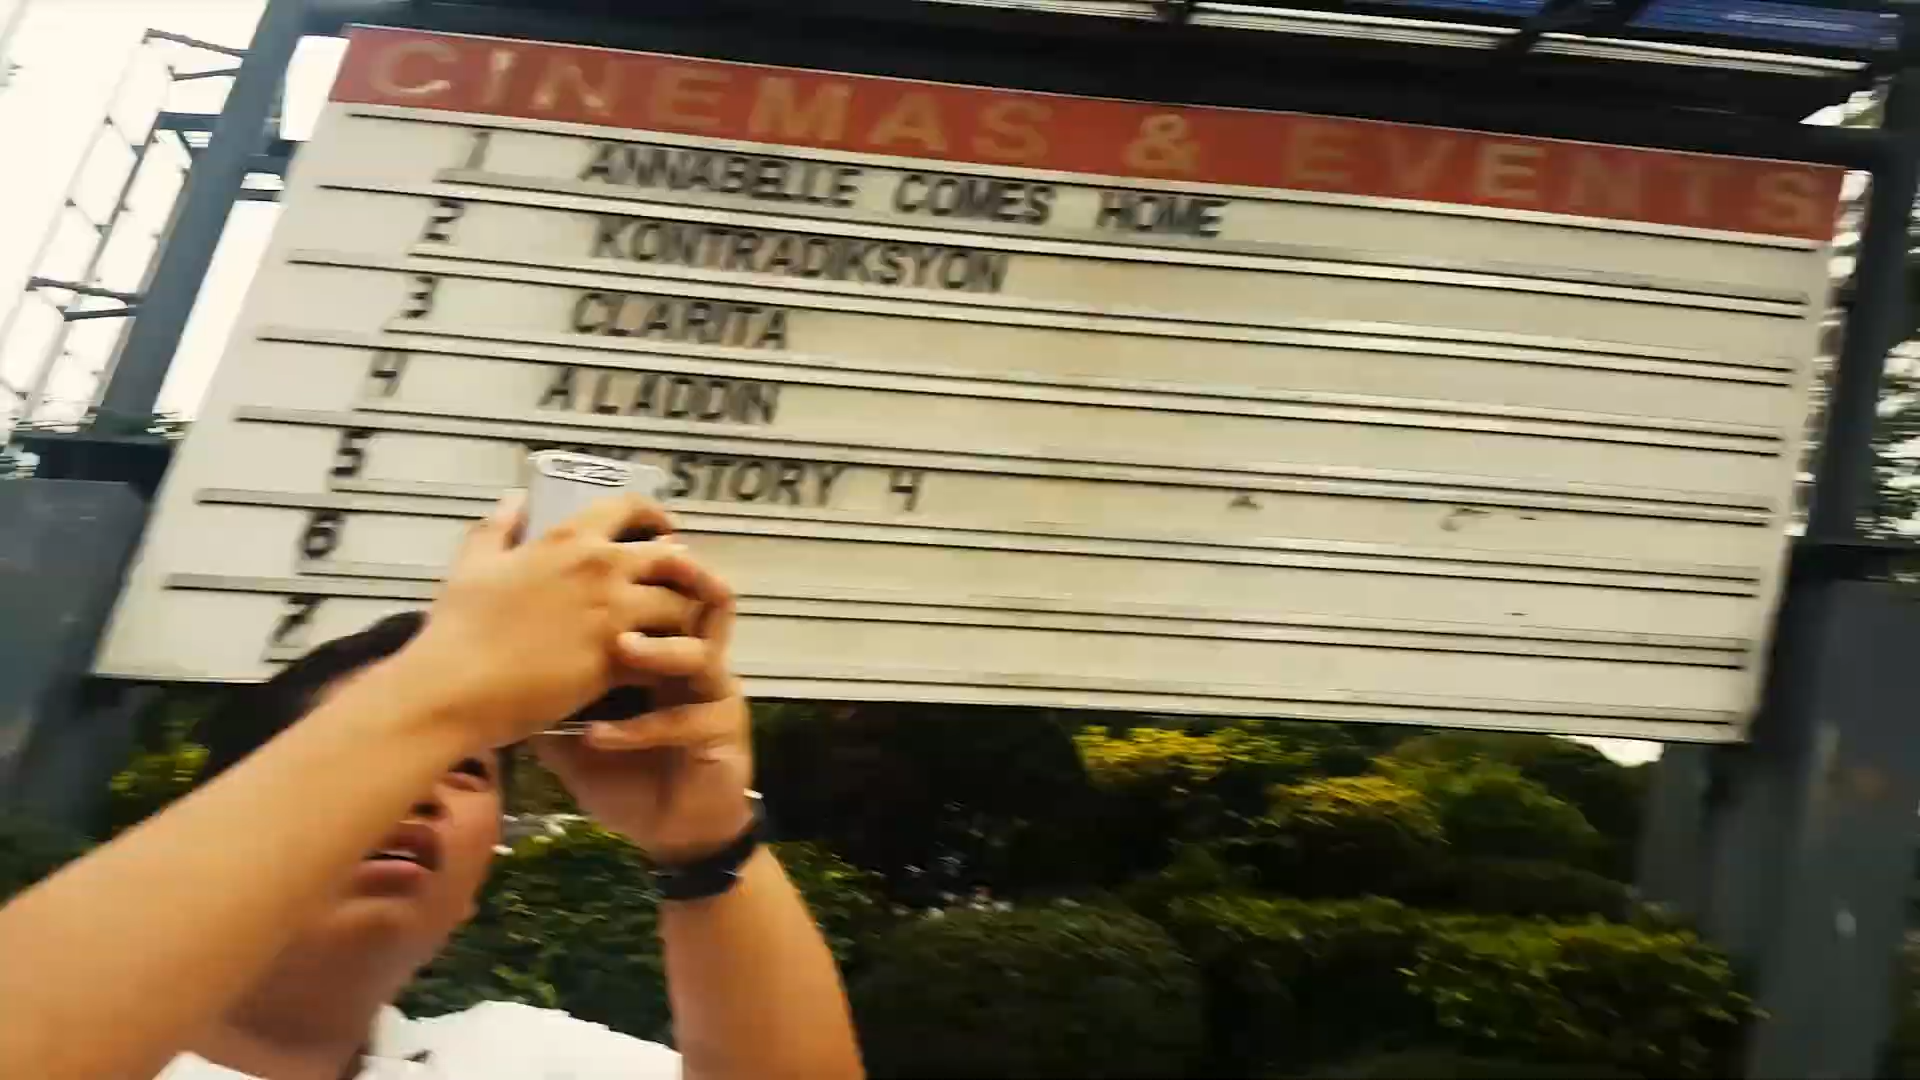 CINEMAS & EVENTS
1 ANNABELLE COMES HOME
2 KONTRADIKSYON
3 CLARITA
4 ALADDIN
5 STORY 4
6
7